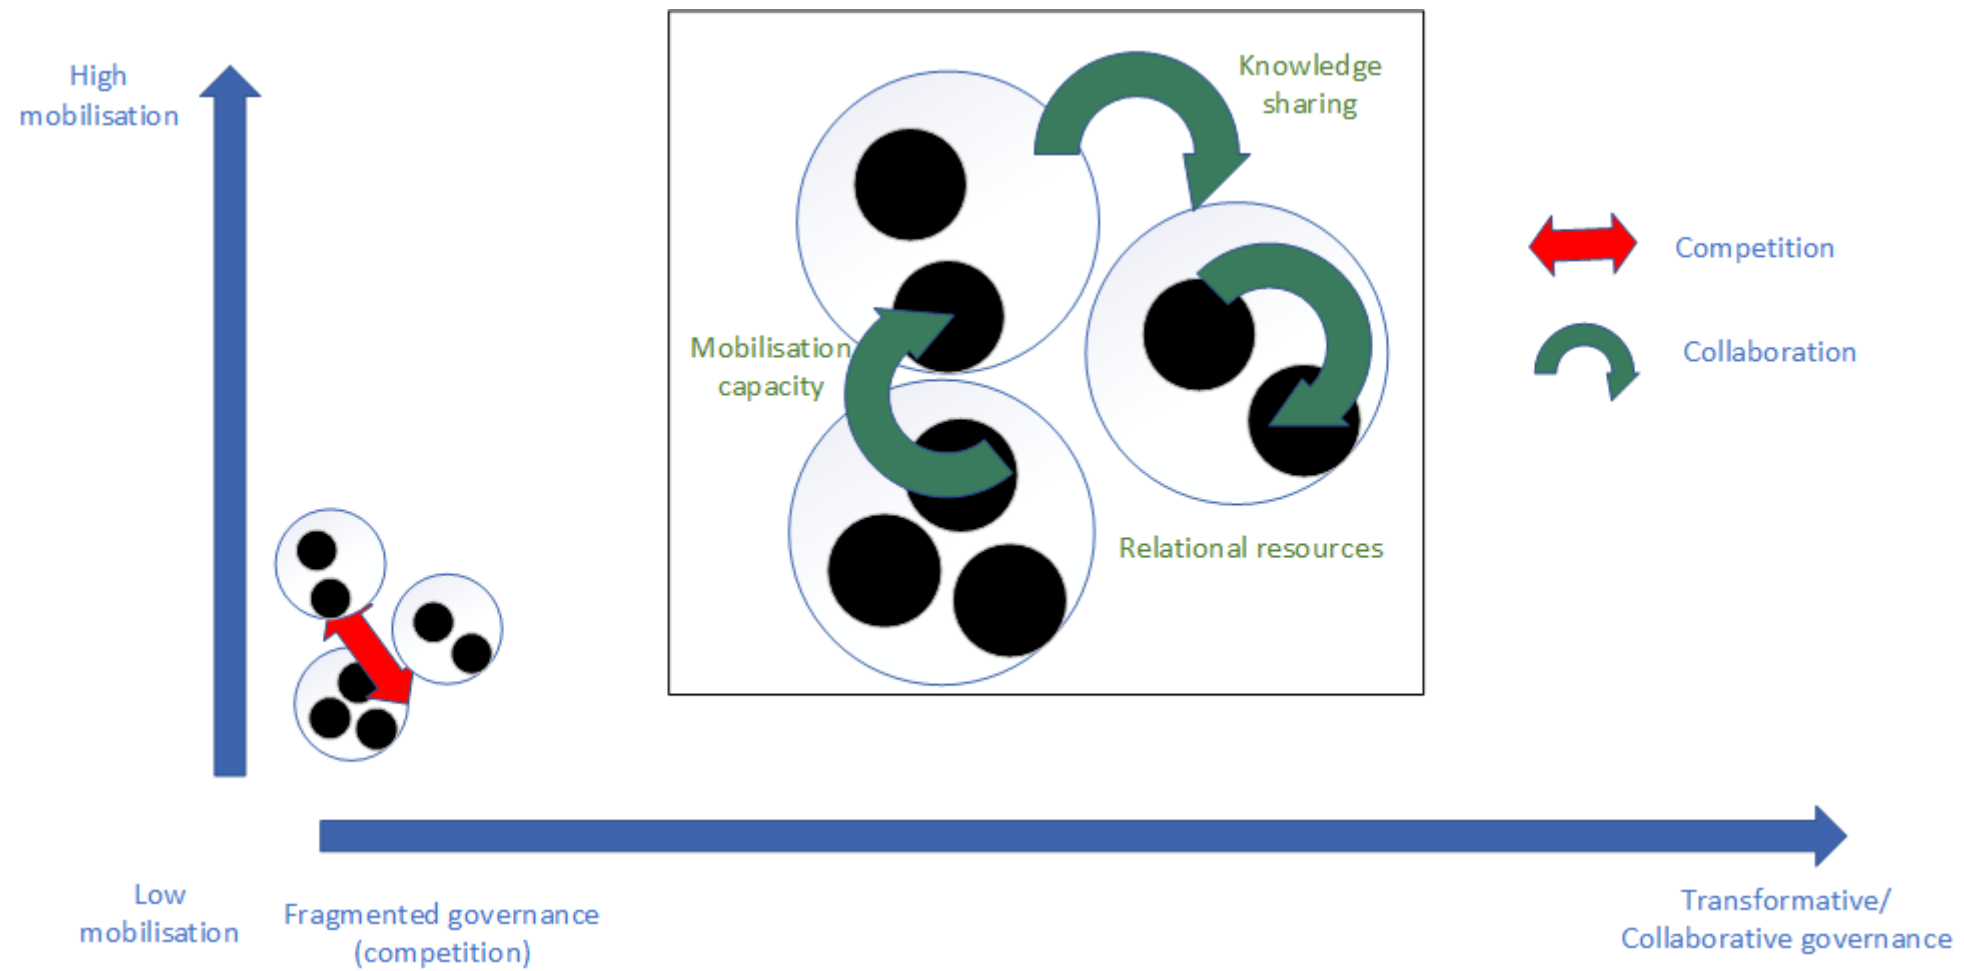 High
mobilisation
Knowledge
sharing
Competition
Mobilisation
capacity
Collaboration
Relational resources
Low
mobilisation
Fragmented governance
(competition)
Transformative/
Collaborative governance